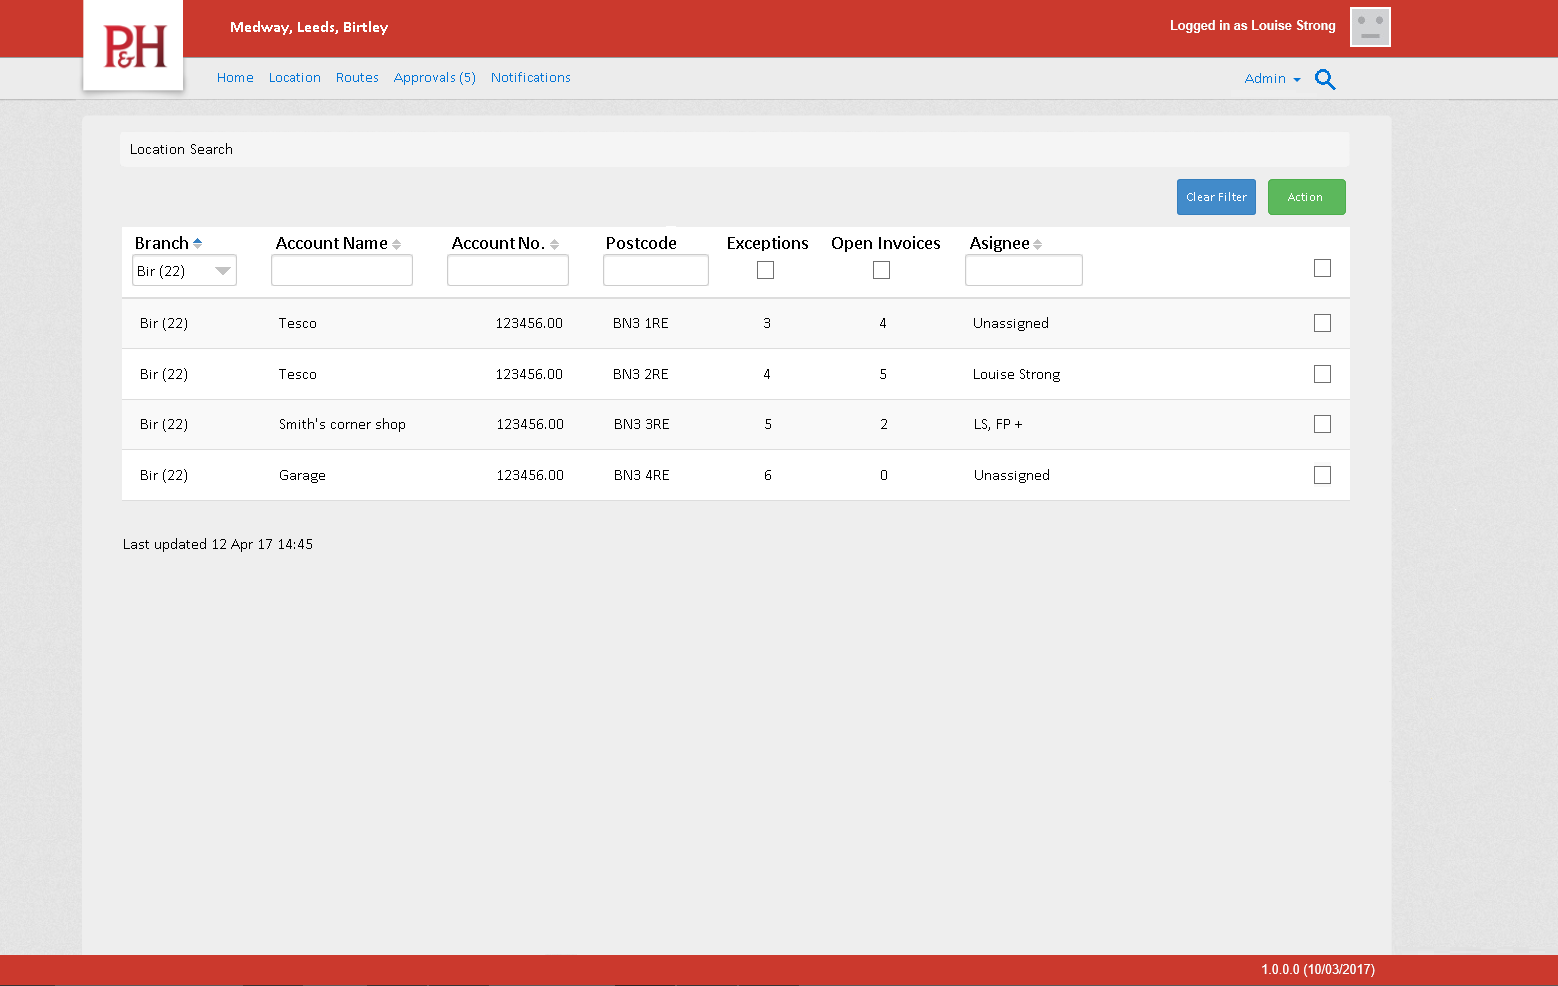 P&H
Medway, Leeds, Birtley
Logged in as Louise Strong
Home Location Routes Approvals (5) Notifications
Admin
Location Search
Clear Filter Action
Branch Account Name Account No. Postcode Exceptions Open Invoices Asignee
Bir (22)
Bir (22) Tesco 123456.00 BN3 1RE 3 4 Unassigned
Bir (22) Tesco 123456.00 BN3 2RE 4 5 Louise Strong
Bir (22) Smith's corner shop 123456.00 BN3 3RE 5 2 LS, FP +
Bir (22) Garage 123456.00 BN3 4RE 6 0 Unassigned
Last updated 12 Apr 17 14:45
1.0.0.0 (10/03/2017)